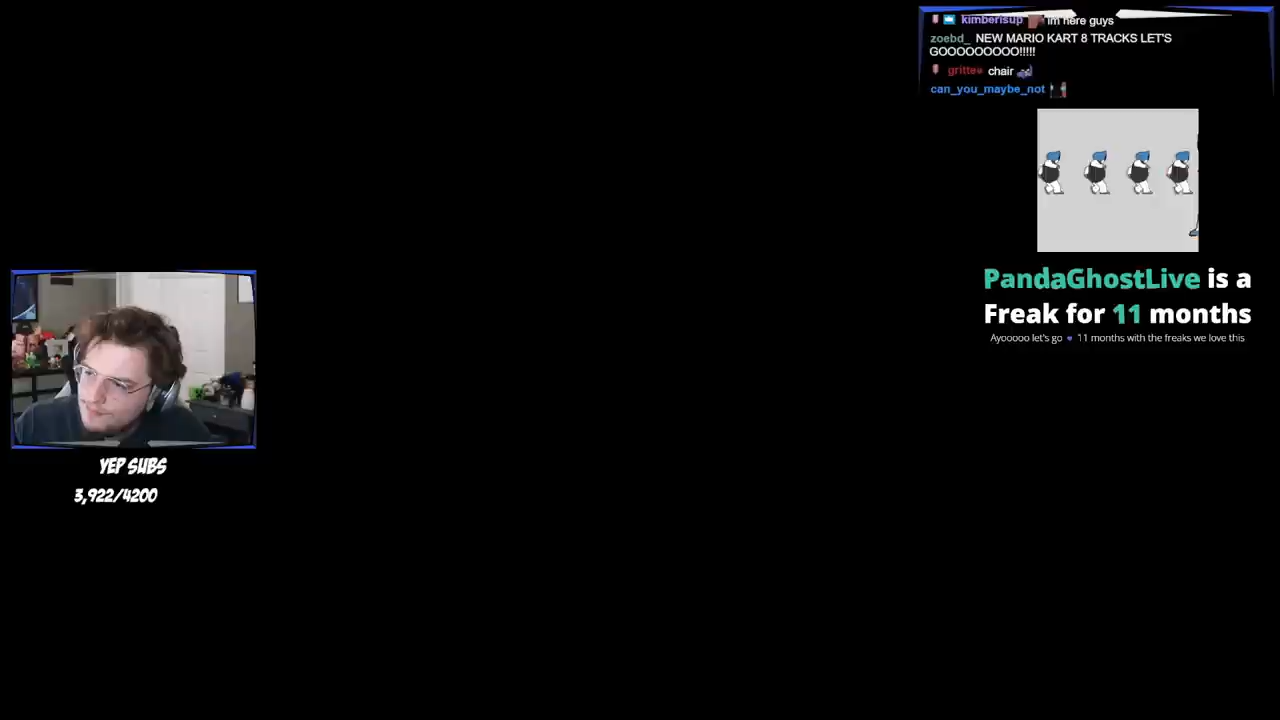 kimberisup im here guys
zoebd_ NEW MARIO KART 8 TRACKS LET'S
GOOOOOOOOO!!!!!
grittee chair
can_you_maybe_not
PandaGhostLive is a
Freak for 11 months
Ayooooo let's go 11 months with the freaks we love this
YEP SUBS
3,922/4200